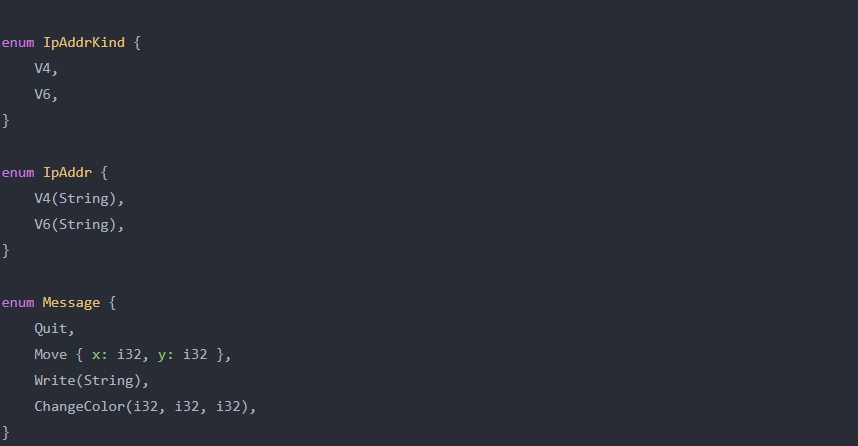 enum IpAddrKind {
    V4,
    V6,
}
enum IpAddr {
    V4(String),
    V6(String),
}
enum Message {
    Quit,
    Move { x: i32, y: i32 },
    Write(String),
    ChangeColor(i32, i32, i32),
}